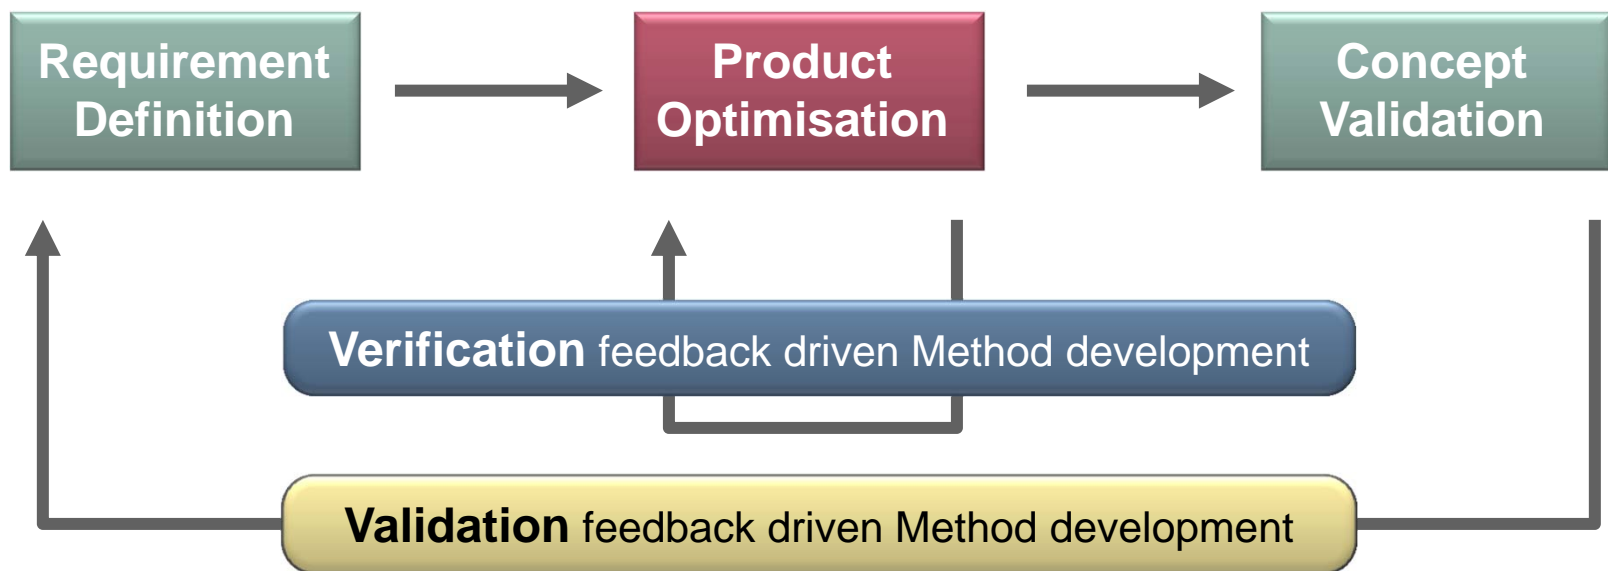 Requirement
Definition
Product
Optimisation
Concept
Validation
Verification feedback driven Method development
Validation feedback driven Method development